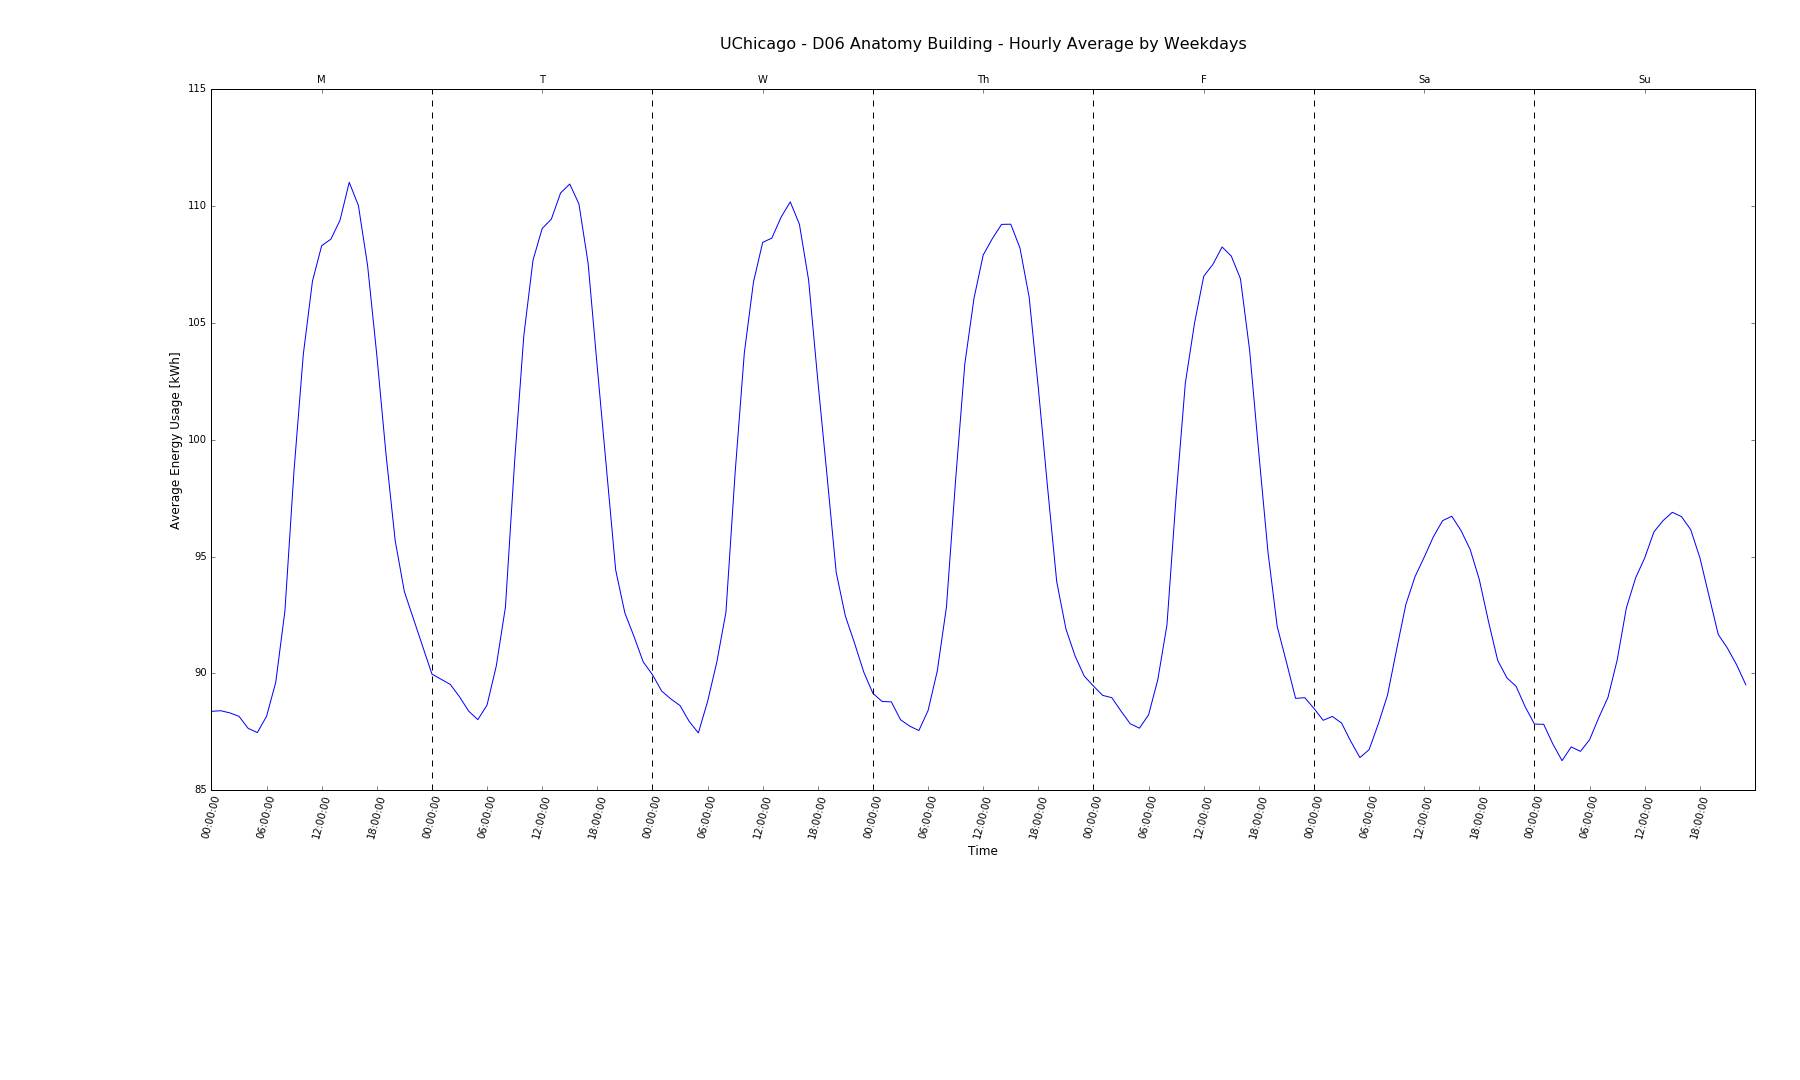 UChicago - D06 Anatomy Building - Hourly Average by Weekdays
M T W Th F Sa Su
115
110
105
100
95
90
85
Average Energy Usage [kWh]
00:00:00 06:00:00 12:00:00 18:00:00 00:00:00 06:00:00 12:00:00 18:00:00 00:00:00 06:00:00 12:00:00 18:00:00 00:00:00 06:00:00 12:00:00 18:00:00 00:00:00 06:00:00 12:00:00 18:00:00 00:00:00 06:00:00 12:00:00 18:00:00 00:00:00 06:00:00 12:00:00 18:00:00
Time